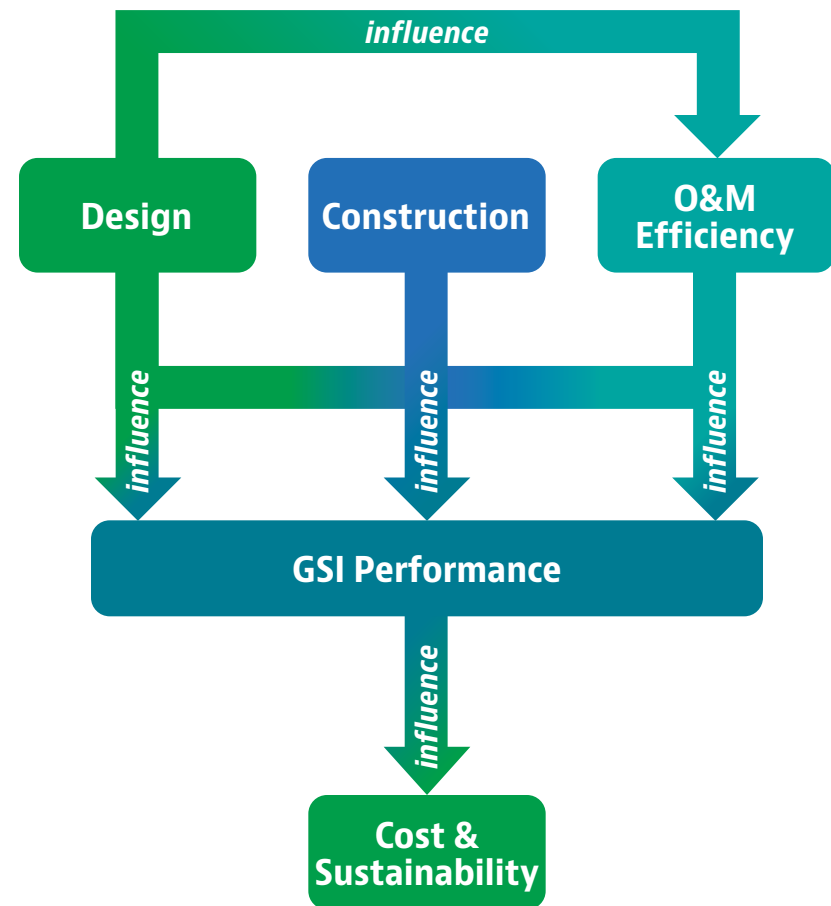 influence
Design
Construction
O&M
Efficiency
influence
influence
influence
GSI Performance
influence
Cost &
Sustainability